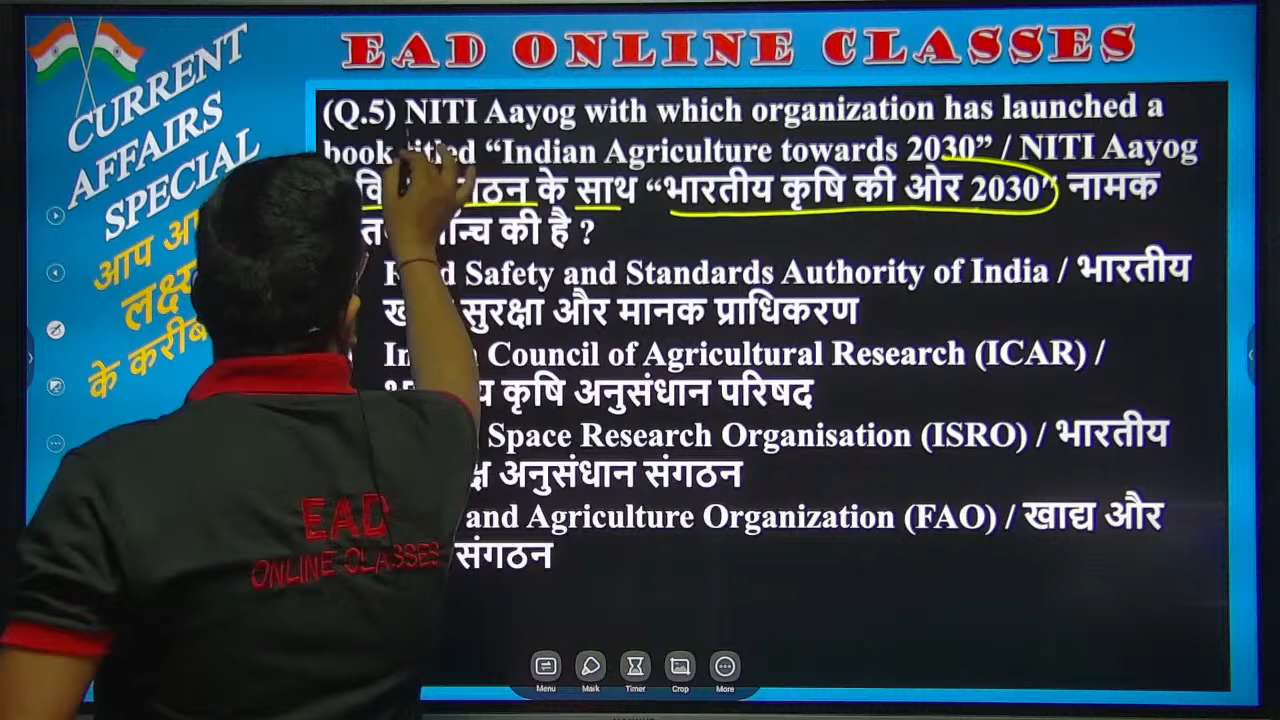 EAD ONLINE CLASSES
CURRENT
AFFAIRS
SPECIAL
आप
लक्ष्
के करीब
(Q.5) NITI Aayog with which organization has launched a
book titled “Indian Agriculture towards 2030” / NITI Aayog
के साथ “भारतीय कृषि की ओर 2030” नामक
की है ?
Safety and Standards Authority of India / भारतीय
सुरक्षा और मानक प्राधिकरण
Council of Agricultural Research (ICAR) /
कृषि अनुसंधान परिषद
Space Research Organisation (ISRO) / भारतीय
अनुसंधान संगठन
and Agriculture Organization (FAO) / खाद्य और
संगठन
EAD
ONLINE CLASSES
Menu Mark Timer Crop More